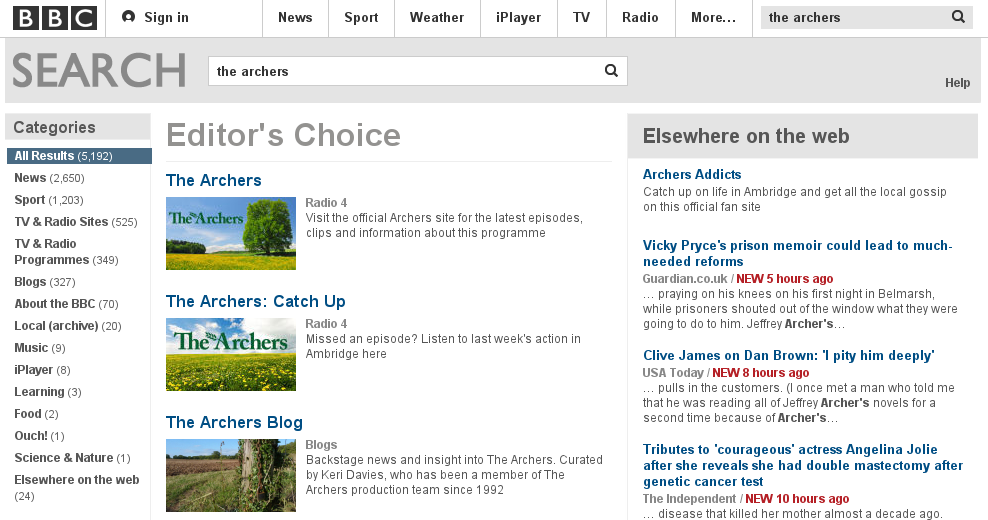 BBC Sign in News Sport Weather iPlayer TV Radio More... the archers
SEARCH the archers Help
Categories
All Results (5,192)
News (2,650)
Sport (1,203)
TV & Radio Sites (525)
TV & Radio
Programmes (349)
Blogs (327)
About the BBC (70)
Local (archive) (20)
Music (9)
iPlayer (8)
Learning (3)
Food (2)
Ouch! (1)
Science & Nature (1)
Elsewhere on the web
(24)
Editor's Choice
The Archers
The Archers
Radio 4
Visit the official Archers site for the latest episodes,
clips and information about this programme
The Archers: Catch Up
The Archers
Radio 4
Missed an episode? Listen to last week's action in
Ambridge here
The Archers Blog
Blogs
Backstage news and insight into The Archers. Curated
by Keri Davies, who has been a member of The
Archers production team since 1992
Elsewhere on the web
Archers Addicts
Catch up on life in Ambridge and get all the local gossip
on this official fan site
Vicky Pryce's prison memoir could lead to much-
needed reforms
Guardian.co.uk / NEW 5 hours ago
... praying on his knees on his first night in Belmarsh,
while prisoners shouted out of the window what they were
going to do to him. Jeffrey Archer's...
Clive James on Dan Brown: 'I pity him deeply'
USA Today / NEW 8 hours ago
... pulls in the customers. (I once met a man who told me
that he was reading all of Jeffrey Archer's novels for a
second time because of Archer's...
Tributes to 'courageous' actress Angelina Jolie
after she reveals she had double mastectomy after
genetic cancer test
The Independent / NEW 10 hours ago
... disease that killed her mother almost a decade ago.